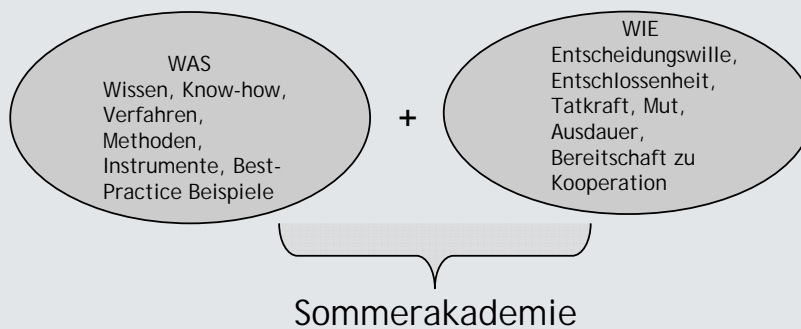 WAS
Wissen, Know-how,
Verfahren,
Methoden,
Instrumente, Best-
Practice Beispiele
+
WIE
Entscheidungswille,
Entschlossenheit,
Tatkraft, Mut,
Ausdauer,
Bereitschaft zu
Kooperation
Sommerakademie